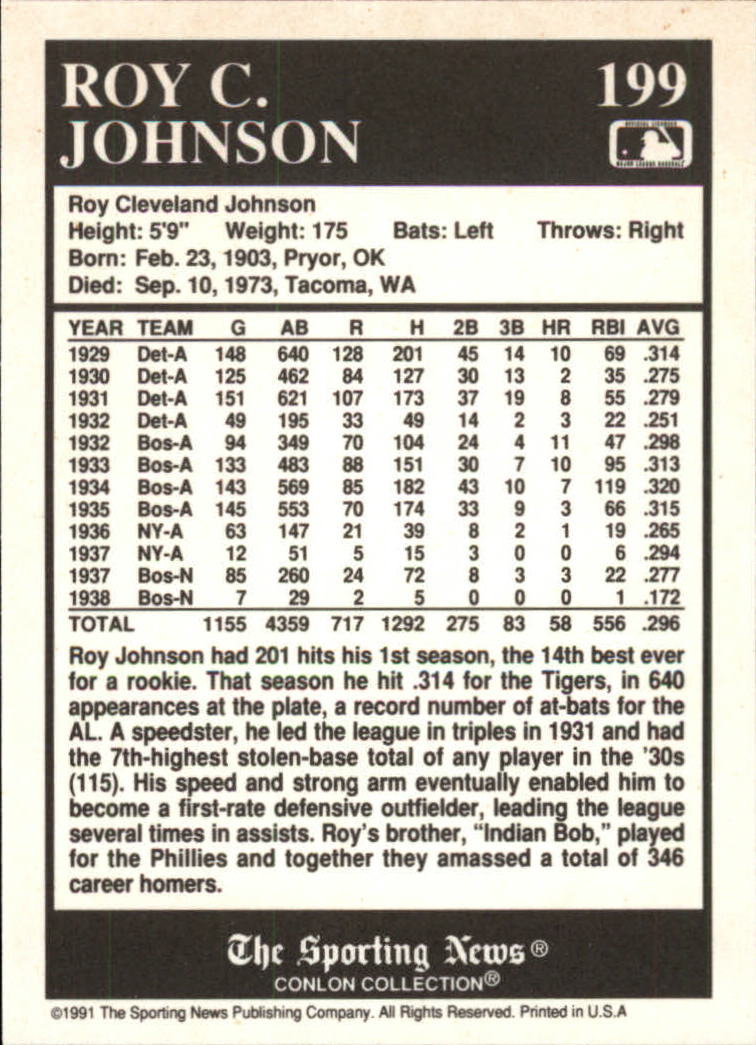 ROY C. 199
JOHNSON
Roy Cleveland Johnson
Height: 5'9" Weight: 175 Bats: Left Throws: Right
Born: Feb. 23, 1903, Pryor, OK
Died: Sep. 10, 1973, Tacoma, WA
YEAR TEAM G AB R H 2B 3B HR RBI AVG
1929 Det-A 148 640 128 201 45 14 10 69 .314
1930 Det-A 125 462 84 127 30 13 2 35 .275
1931 Det-A 151 621 107 173 37 19 8 55 .279
1932 Det-A 49 195 33 49 14 2 3 22 .251
1932 Bos-A 94 349 70 104 24 4 11 47 .298
1933 Bos-A 133 483 88 151 30 7 10 95 .313
1934 Bos-A 143 569 85 182 43 10 7 119 .320
1935 Bos-A 145 553 70 174 33 9 3 66 .315
1936 NY-A 63 147 21 39 8 2 1 19 .265
1937 NY-A 12 51 5 15 3 0 0 6 .294
1937 Bos-N 85 260 24 72 8 3 3 22 .277
1938 Bos-N 7 29 2 5 0 0 0 1 .172
TOTAL 1155 4359 717 1292 275 83 58 556 .296
Roy Johnson had 201 hits his 1st season, the 14th best ever
for a rookie. That season he hit .314 for the Tigers, in 640
appearances at the plate, a record number of at-bats for the
AL. A speedster, he led the league in triples in 1931 and had
the 7th-highest stolen-base total of any player in the '30s
(115). His speed and strong arm eventually enabled him to
become a first-rate defensive outfielder, leading the league
several times in assists. Roy's brother, "Indian Bob," played
for the Phillies and together they amassed a total of 346
career homers.
The Sporting News®
CONLON COLLECTION®
©1991 The Sporting News Publishing Company. All Rights Reserved. Printed in U.S.A